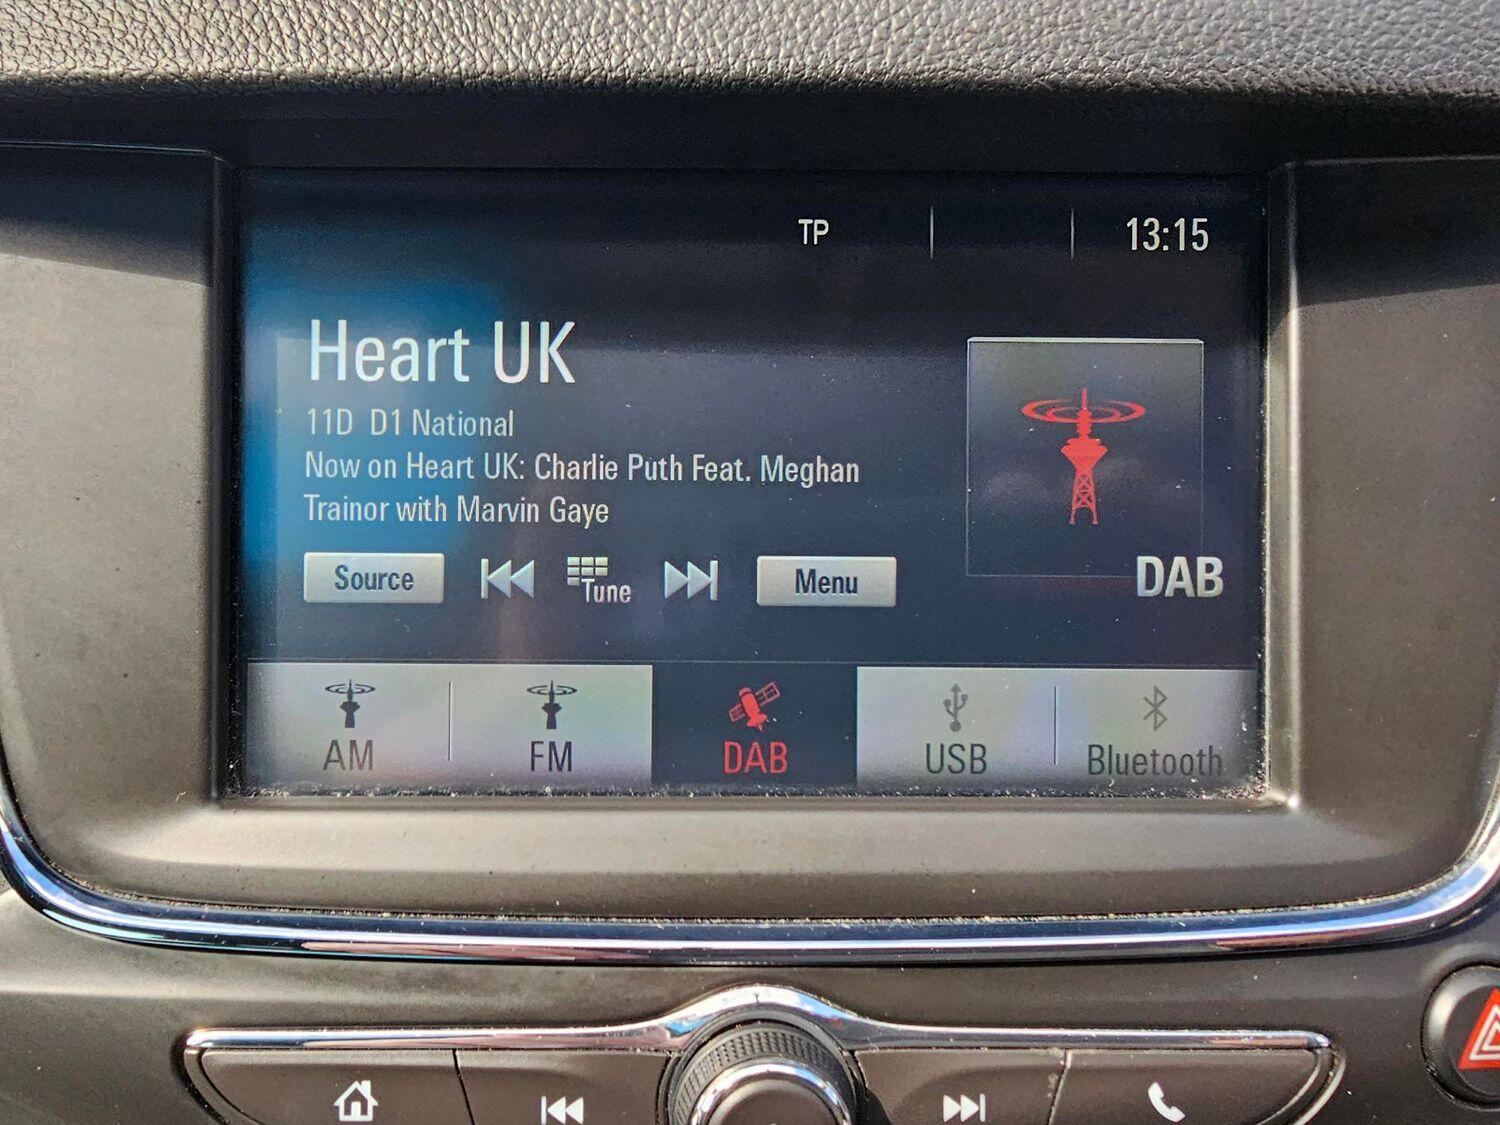 TP 13:15
Heart UK
11D D1 National
Now on Heart UK: Charlie Puth Feat. Meghan
Trainor with Marvin Gaye
Source Tune Menu DAB
AM FM DAB USB Bluetooth